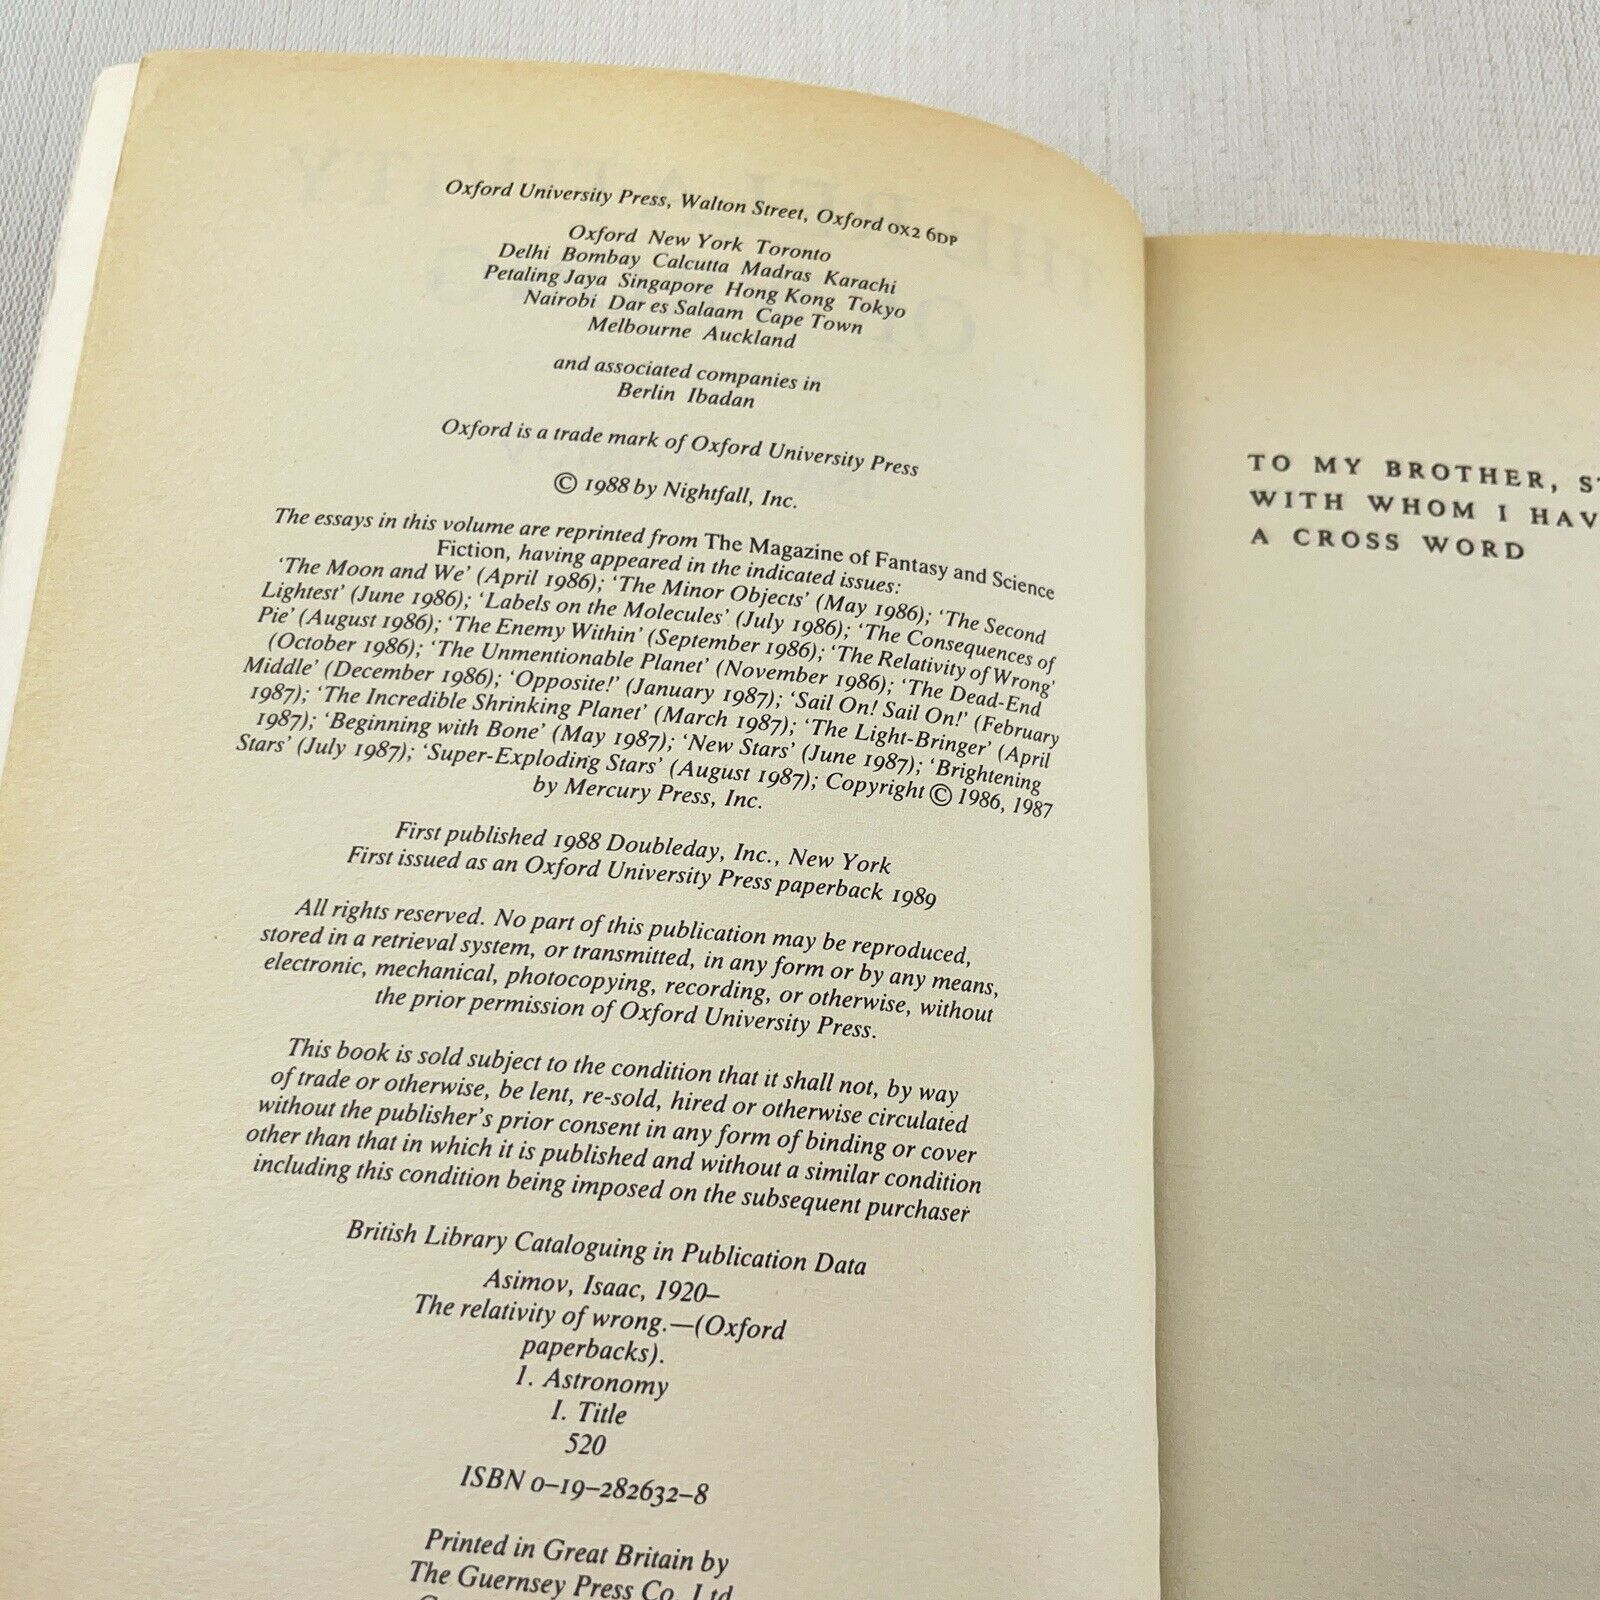 Oxford University Press, Walton Street, Oxford OX2 6DP
Oxford New York Toronto
Delhi Bombay Calcutta Madras Karachi
Petaling Jaya Singapore Hong Kong Tokyo
Nairobi Dar es Salaam Cape Town
Melbourne Auckland
and associated companies in
Berlin Ibadan
Oxford is a trade mark of Oxford University Press
© 1988 by Nightfall, Inc.
The essays in this volume are reprinted from The Magazine of Fantasy and Science
Fiction, having appeared in the indicated issues:
'The Moon and We' (April 1986); 'The Minor Objects' (May 1986); 'The Second
Lightest' (June 1986); 'Labels on the Molecules' (July 1986); 'The Consequences of
Pie' (August 1986); 'The Enemy Within' (September 1986); 'The Relativity of Wrong'
(October 1986); 'The Unmentionable Planet' (November 1986); 'The Dead-End
Middle' (December 1986); 'Opposite!' (January 1987); 'Sail On! Sail On!' (February
1987); 'The Incredible Shrinking Planet' (March 1987); 'The Light-Bringer' (April
1987); 'Beginning with Bone' (May 1987); 'New Stars' (June 1987); 'Brightening
Stars' (July 1987); 'Super-Exploding Stars' (August 1987); Copyright © 1986, 1987
by Mercury Press, Inc.
First published 1988 Doubleday, Inc., New York
First issued as an Oxford University Press paperback 1989
All rights reserved. No part of this publication may be reproduced,
stored in a retrieval system, or transmitted, in any form or by any means,
electronic, mechanical, photocopying, recording, or otherwise, without
the prior permission of Oxford University Press.
This book is sold subject to the condition that it shall not, by way
of trade or otherwise, be lent, re-sold, hired or otherwise circulated
without the publisher's prior consent in any form of binding or cover
other than that in which it is published and without a similar condition
including this condition being imposed on the subsequent purchaser
British Library Cataloguing in Publication Data
Asimov, Isaac, 1920–
The relativity of wrong.—(Oxford
paperbacks).
1. Astronomy
I. Title
520
ISBN 0–19–282632–8
Printed in Great Britain by
The Guernsey Press Co. Ltd
TO MY BROTHER,
WITH WHOM I
A CROSS WORD